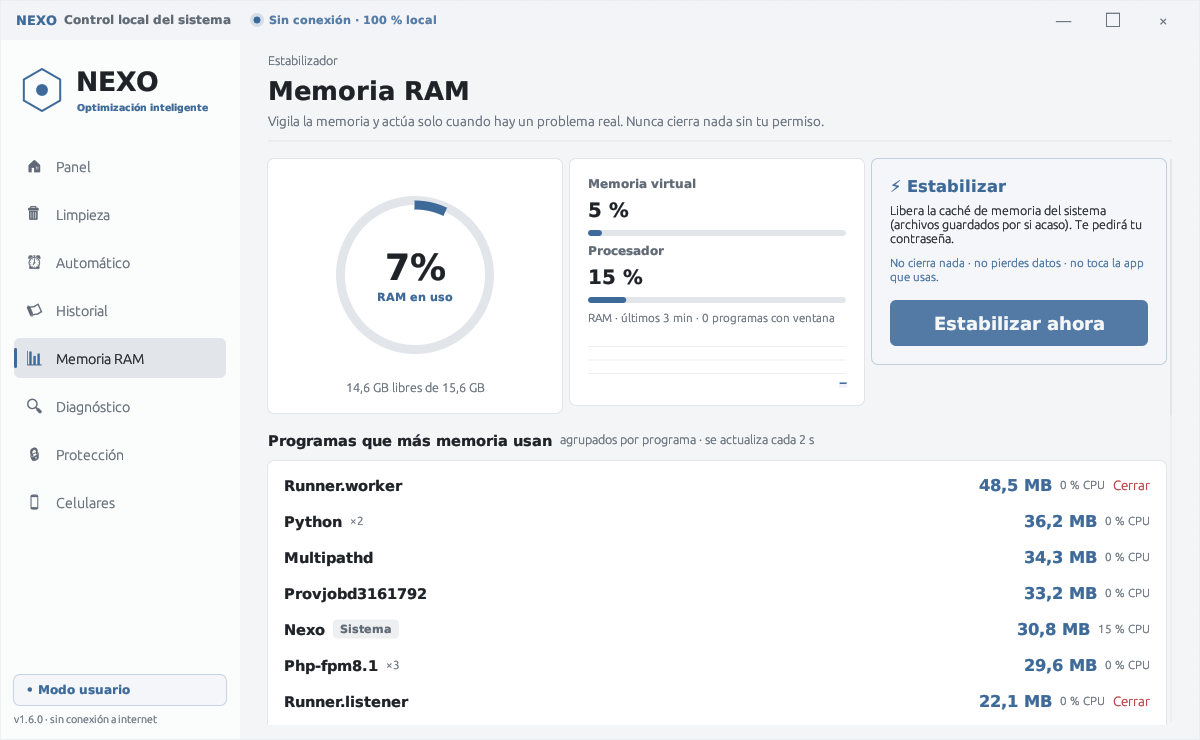 NEXO Control local del sistema Sin conexión · 100 % local
NEXO
Optimización inteligente
Panel
Limpieza
Automático
Historial
Memoria RAM
Diagnóstico
Protección
Celulares
• Modo usuario
v1.6.0 · sin conexión a internet
Estabilizador
Memoria RAM
Vigila la memoria y actúa solo cuando hay un problema real. Nunca cierra nada sin tu permiso.
7%
RAM en uso
14,6 GB libres de 15,6 GB
Memoria virtual
5 %
Procesador
15 %
RAM · últimos 3 min · 0 programas con ventana
⚡ Estabilizar
Libera la caché de memoria del sistema
(archivos guardados por si acaso). Te pedirá tu
contraseña.
No cierra nada · no pierdes datos · no toca la app
que usas.
Estabilizar ahora
Programas que más memoria usan agrupados por programa · se actualiza cada 2 s
Runner.worker 48,5 MB 0 % CPU Cerrar
Python ×2 36,2 MB 0 % CPU
Multipathd 34,3 MB 0 % CPU
Provjobd3161792 33,2 MB 0 % CPU
Nexo Sistema 30,8 MB 15 % CPU
Php-fpm8.1 ×3 29,6 MB 0 % CPU
Runner.listener 22,1 MB 0 % CPU Cerrar